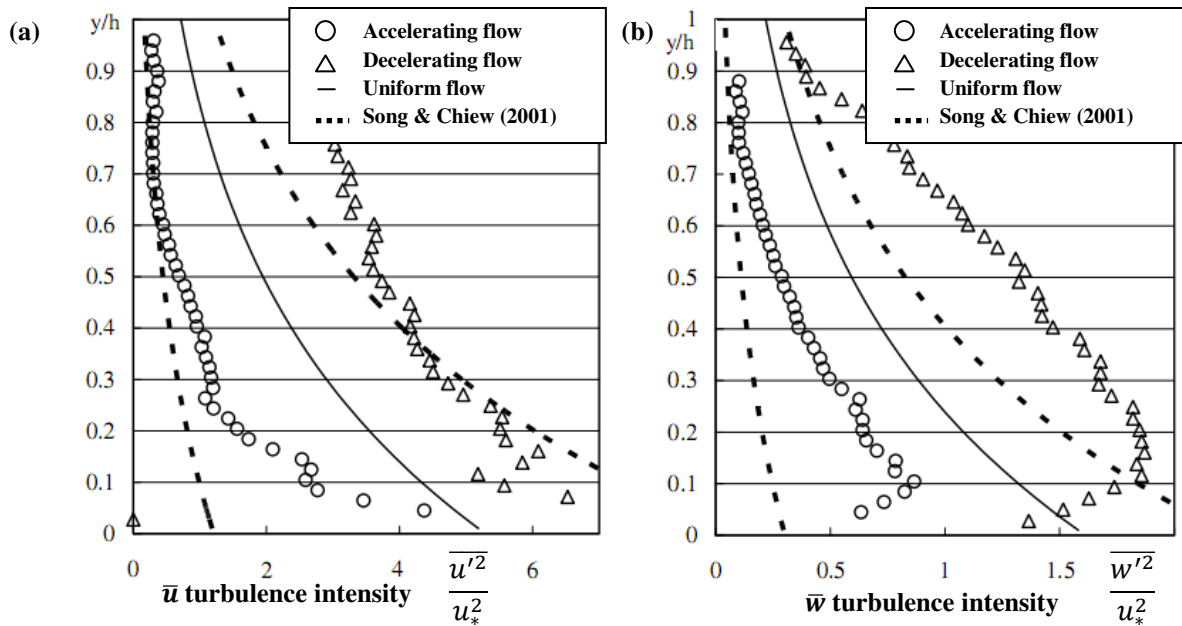 (a)
y/h
Accelerating flow
Decelerating flow
Uniform flow
Song & Chiew (2001)
0.9
0.8
0.7
0.6
0.5
0.4
0.3
0.2
0.1
0
0 2 4 6
u̅ turbulence intensity
u′² / u*²
(b)
1
y/h
Accelerating flow
Decelerating flow
Uniform flow
Song & Chiew (2001)
0.9
0.8
0.7
0.6
0.5
0.4
0.3
0.2
0.1
0
0 0.5 1 1.5
w̅ turbulence intensity
w′² / u*²